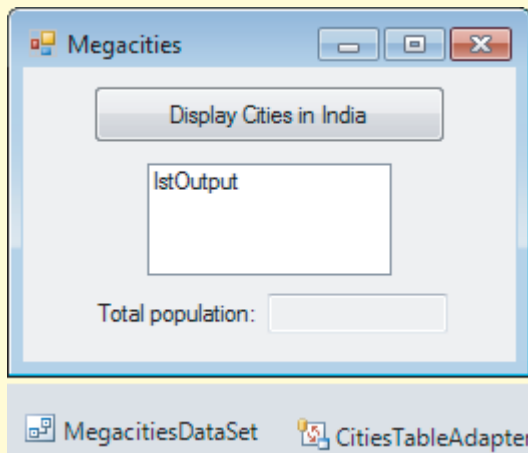 Megacities
Display Cities in India
lstOutput
Total population:
MegacitiesDataSet
CitiesTableAdapter